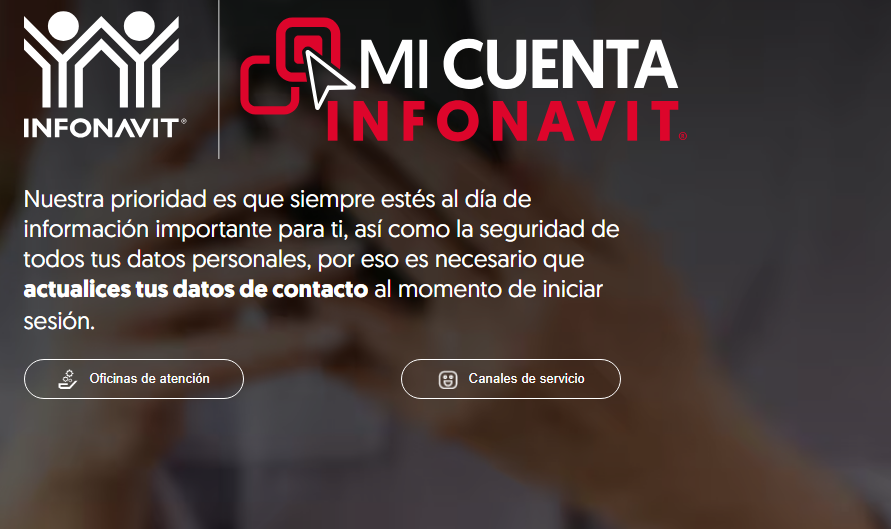 INFONAVIT®
MI CUENTA
INFONAVIT®
Nuestra prioridad es que siempre estés al día de
información importante para ti, así como la seguridad de
todos tus datos personales, por eso es necesario que
actualices tus datos de contacto al momento de iniciar
sesión.
Oficinas de atención
Canales de servicio